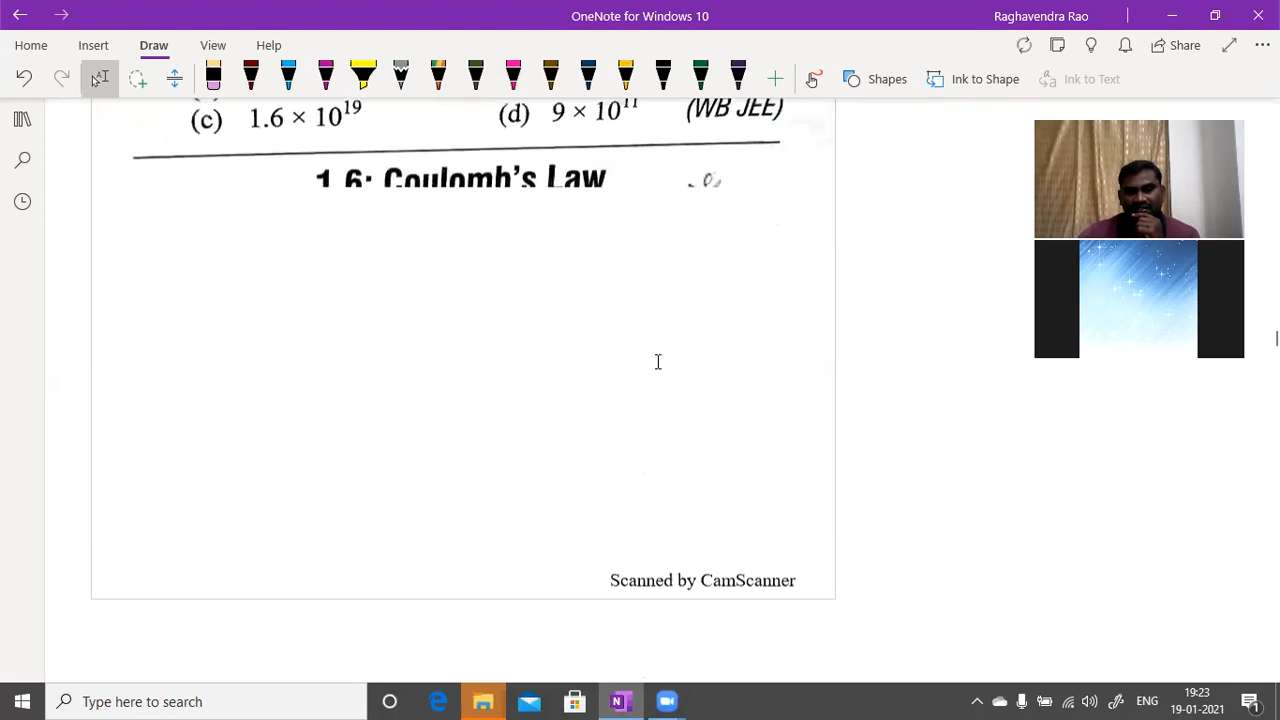 OneNote for Windows 10
Raghavendra Rao
Home Insert Draw View Help
Share
Shapes
Ink to Shape
Ink to Text
(c) 1.6 × 10¹⁹ (d) 9 × 10¹¹ (WB JEE)
1.6: Coulomb's Law
Scanned by CamScanner
Type here to search
ENG
19:23
19-01-2021
1